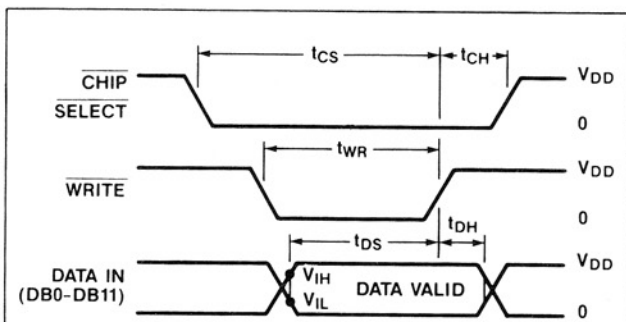 tCS
tCH
CHIP
SELECT
VDD
0
tWR
WRITE
VDD
0
tDS
tDH
DATA IN
(DB0-DB11)
VIH
VIL
DATA VALID
VDD
0